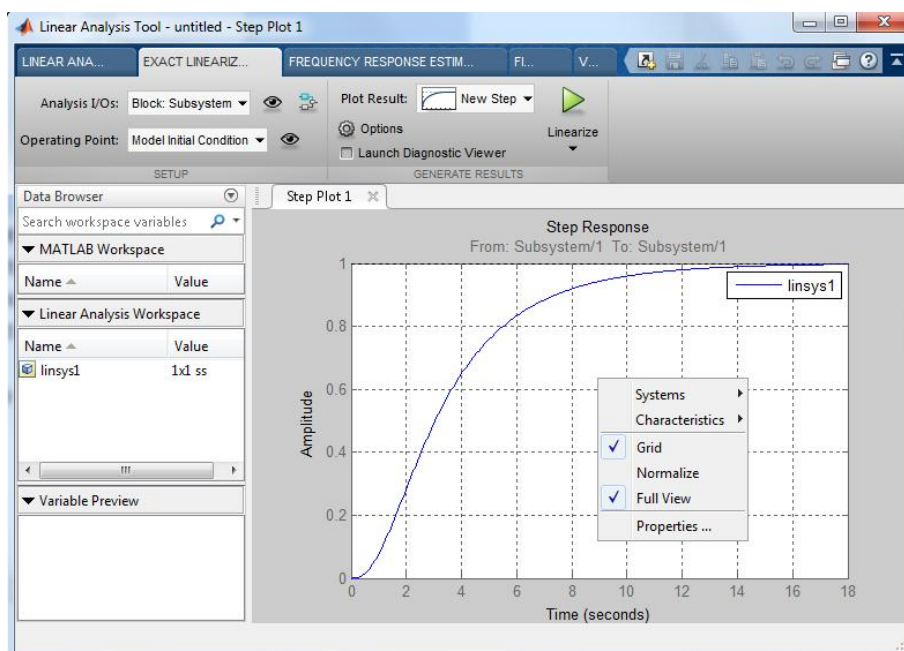 Linear Analysis Tool - untitled - Step Plot 1
LINEAR ANA... EXACT LINEARIZ... FREQUENCY RESPONSE ESTIM... FI... V...
Analysis I/Os: Block: Subsystem
Operating Point: Model Initial Condition
SETUP
Plot Result: New Step
Options
Launch Diagnostic Viewer
Linearize
GENERATE RESULTS
Data Browser
Search workspace variables
MATLAB Workspace
Name Value
Linear Analysis Workspace
Name Value
linsys1 1x1 ss
Variable Preview
Step Plot 1
Step Response
From: Subsystem/1 To: Subsystem/1
linsys1
Amplitude
1
0.8
0.6
0.4
0.2
0
0 2 4 6 8 10 12 14 16 18
Time (seconds)
Systems
Characteristics
Grid
Normalize
Full View
Properties ...